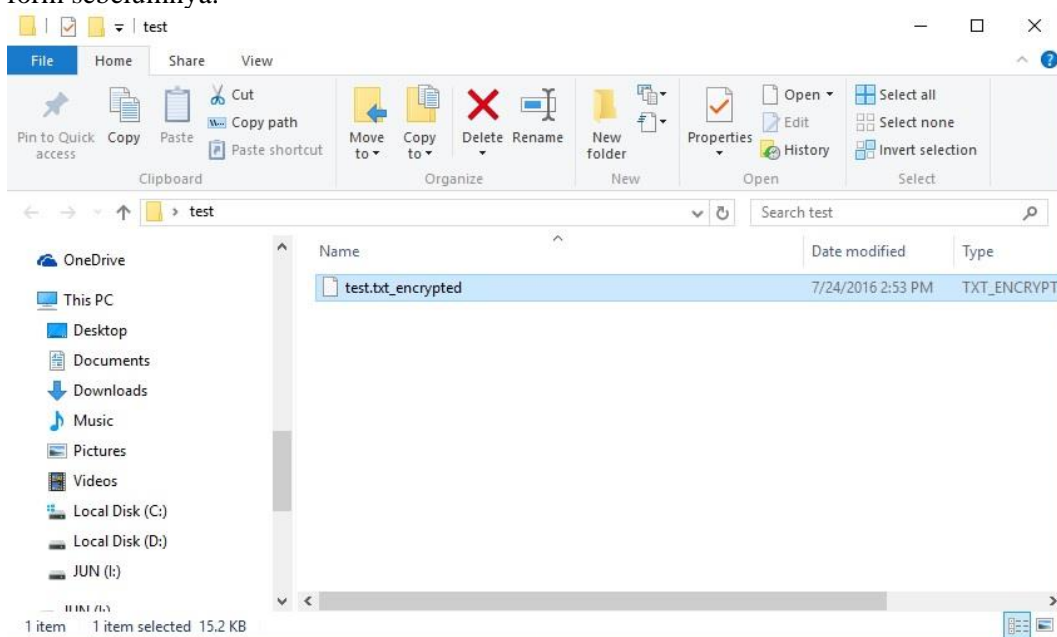 form sebelumnya.
test
File Home Share View
Pin to Quick access
Copy
Paste
Cut
Copy path
Paste shortcut
Move to
Copy to
Delete
Rename
New folder
Properties
Open
Edit
History
Select all
Select none
Invert selection
Clipboard Organize New Open Select
test
Search test
Name Date modified Type
test.txt_encrypted 7/24/2016 2:53 PM TXT_ENCRYPT
OneDrive
This PC
Desktop
Documents
Downloads
Music
Pictures
Videos
Local Disk (C:)
Local Disk (D:)
JUN (I:)
JUN (I:)
1 item 1 item selected 15.2 KB